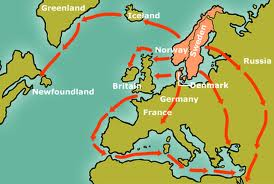 Greenland
Iceland
Norway
Sweden
Russia
Newfoundland
Britain
Denmark
Germany
France